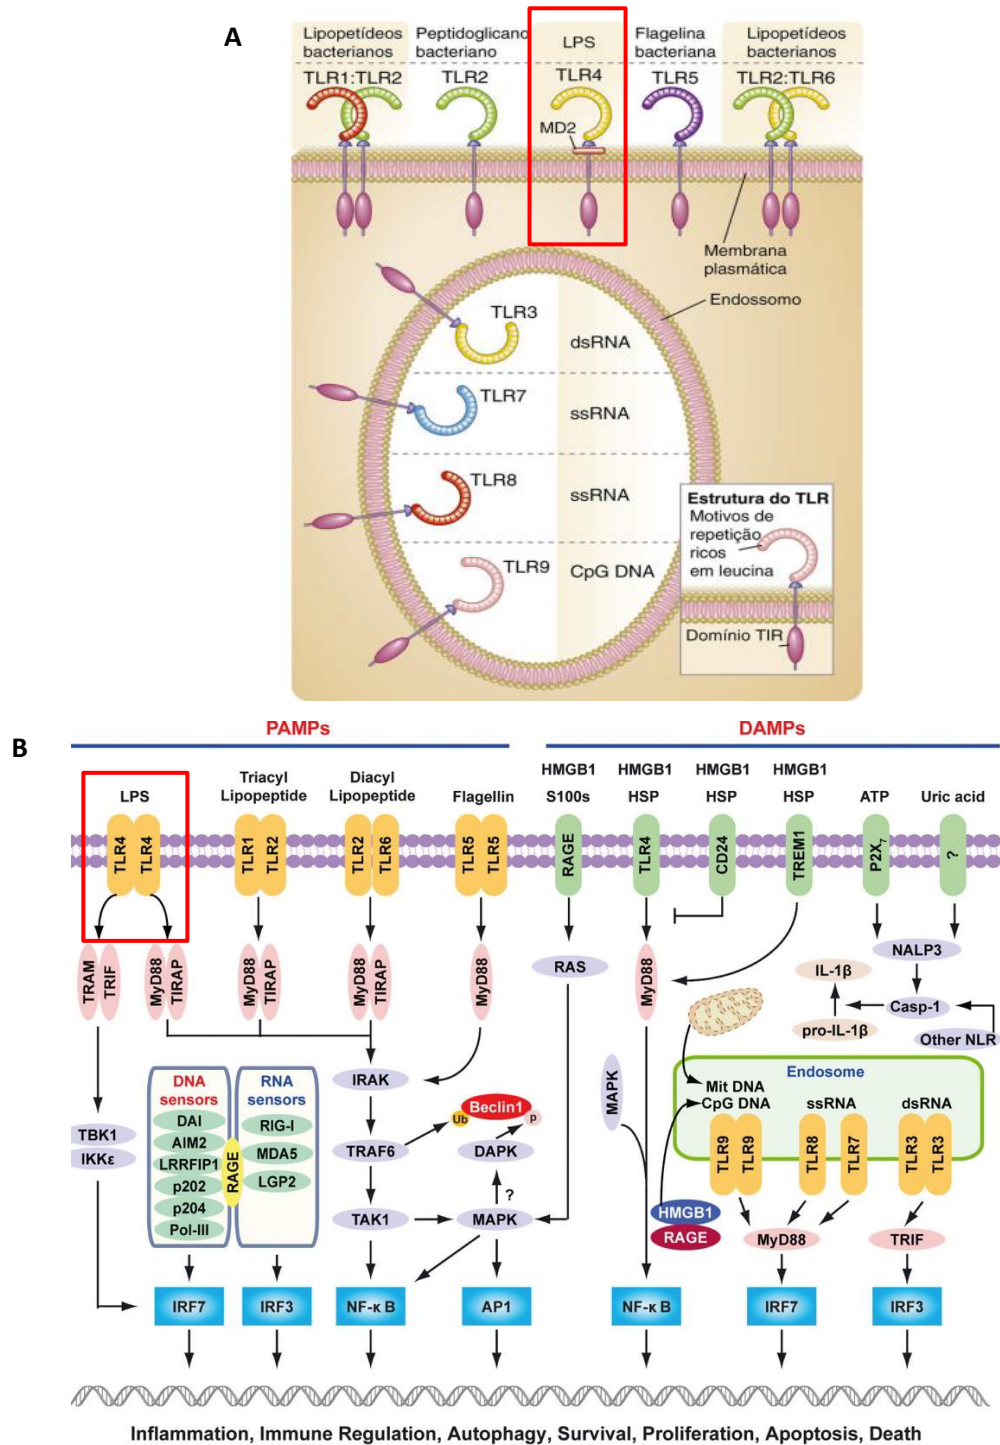 A
Lipopetídeos bacterianos
Peptidoglicano bacteriano
LPS
Flagelina bacteriana
Lipopetídeos bacterianos
TLR1:TLR2
TLR2
TLR4
TLR5
TLR2:TLR6
MD2
Membrana plasmática
Endossomo
TLR3
dsRNA
TLR7
ssRNA
TLR8
ssRNA
TLR9
CpG DNA
Estrutura do TLR
Motivos de
repetição
ricos
em leucina
Domínio TIR
B
PAMPs
DAMPs
LPS
Triacyl Lipopeptide
Diacyl Lipopeptide
Flagellin
HMGB1 S100s
HMGB1 HSP
HMGB1 HSP
HMGB1 HSP
ATP
Uric acid
TLR4 TLR4
TLR1 TLR2
TLR2 TLR6
TLR5 TLR5
RAGE
TLR4
CD24
TREM1
P2X7
?
TRAM TRIF
MyD88 TIRAP
MyD88 TIRAP
MyD88 TIRAP
MyD88
RAS
MyD88
NALP3
IL-1β
Casp-1
pro-IL-1β
Other NLR
IRAK
DNA sensors
DAI
AIM2
LRRFIP1
p202
p204
Pol-III
RAGE
RNA sensors
RIG-I
MDA5
LGP2
TBK1
IKKε
Beclin1
Ub
p
TRAF6
DAPK
?
TAK1
MAPK
MAPK
Endosome
Mit DNA
CpG DNA
ssRNA
dsRNA
TLR9 TLR9
TLR8 TLR7
TLR3 TLR3
HMGB1
RAGE
MyD88
TRIF
IRF7
IRF3
NF-κ B
AP1
NF-κ B
IRF7
IRF3
Inflammation, Immune Regulation, Autophagy, Survival, Proliferation, Apoptosis, Death